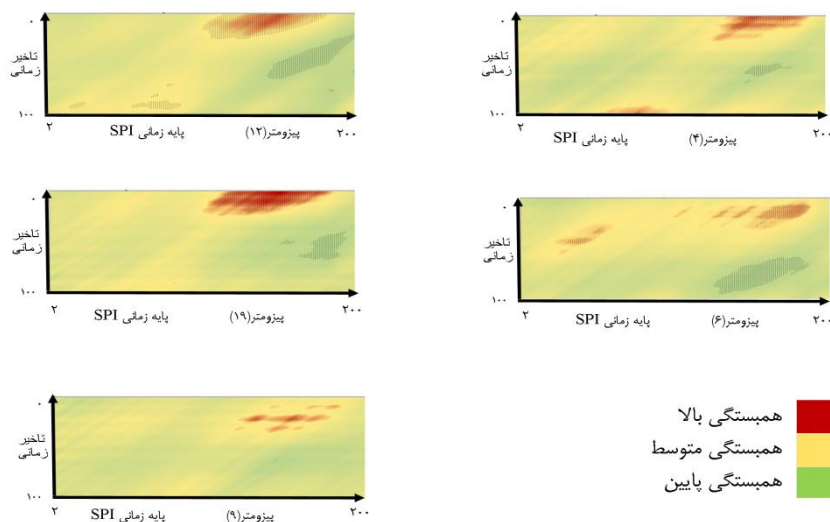 ۰
تاخیر
زمانی
۱۰۰
۲
پایه زمانی SPI
پیزومتر(۱۲)
۲۰۰
۰
تاخیر
زمانی
۱۰۰
۲
پایه زمانی SPI
پیزومتر(۴)
۲۰۰
۰
تاخیر
زمانی
۱۰۰
۲
پایه زمانی SPI
پیزومتر(۱۹)
۲۰۰
۰
تاخیر
زمانی
۱۰۰
۲
پایه زمانی SPI
پیزومتر(۶)
۲۰۰
۰
تاخیر
زمانی
۱۰۰
۲
پایه زمانی SPI
پیزومتر(۹)
۲۰۰
همبستگی بالا
همبستگی متوسط
همبستگی پایین